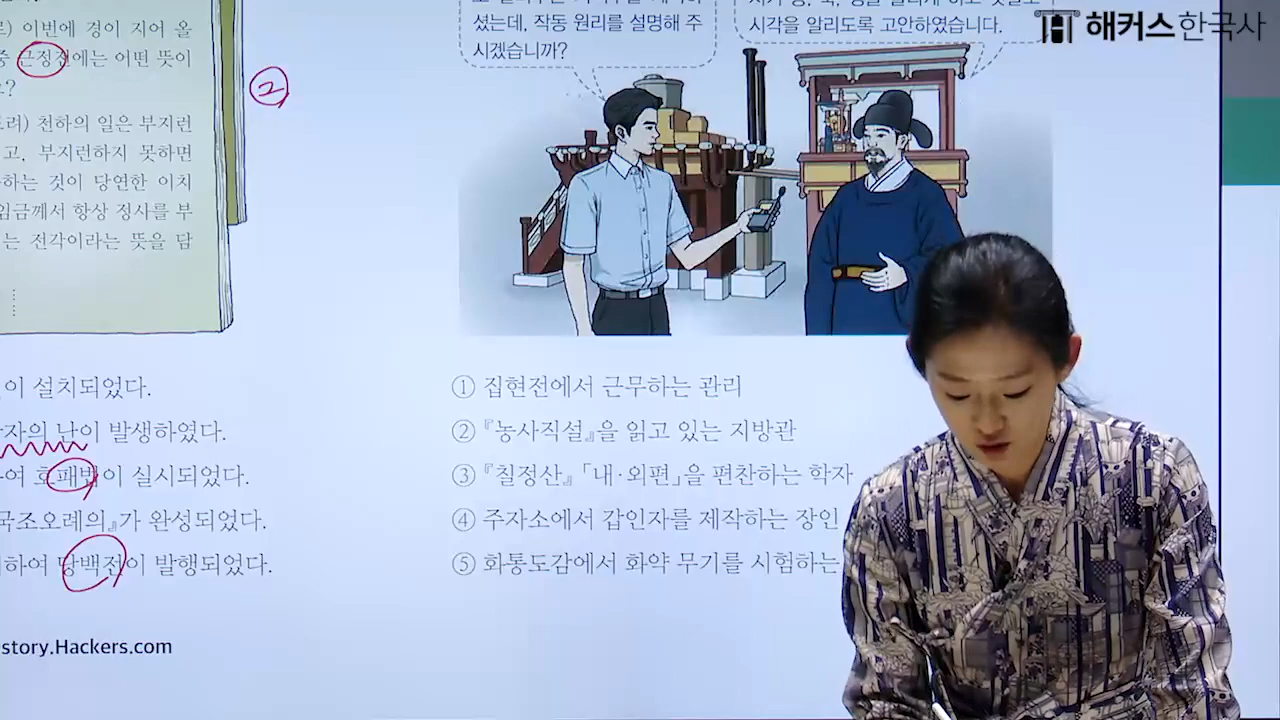 이번에 경이 지어 올
에는 어떤 뜻이
②
천하의 일은 부지런
고, 부지런하지 못하면
하는 것이 당연한 이치
임금께서 항상 정사를 부
는 전각이라는 뜻을 담
이 설치되었다.
자의 난이 발생하였다.
여 호패법이 실시되었다.
국조오례의』가 완성되었다.
하여 당백전이 발행되었다.
story.Hackers.com
셨는데, 작동 원리를 설명해 주
시겠습니까?
시각을 알리도록 고안하였습니다.
① 집현전에서 근무하는 관리
② 『농사직설』을 읽고 있는 지방관
③ 『칠정산』 「내·외편」을 편찬하는 학자
④ 주자소에서 갑인자를 제작하는 장인
⑤ 화통도감에서 화약 무기를 시험하는
해커스한국사